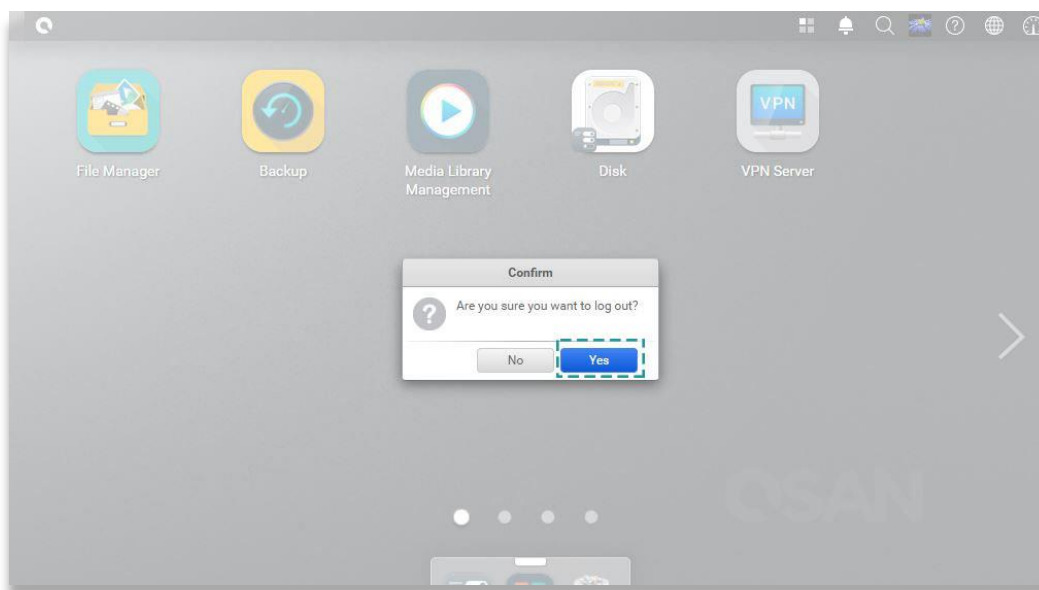 File Manager
Backup
Media Library
Management
Disk
VPN
VPN Server
Confirm
Are you sure you want to log out?
No
Yes
QSAN